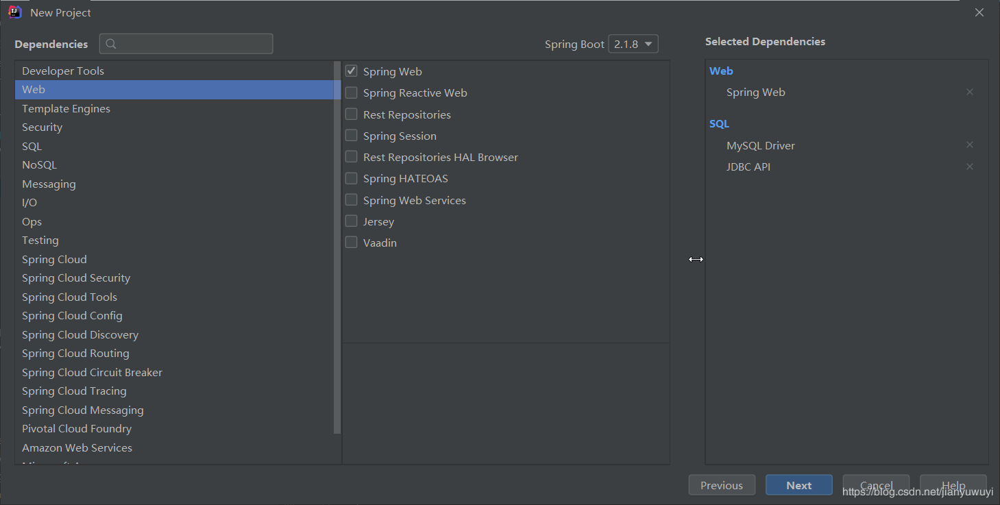 New Project
Dependencies
Spring Boot 2.1.8
Selected Dependencies
Developer Tools
Web
Template Engines
Security
SQL
NoSQL
Messaging
I/O
Ops
Testing
Spring Cloud
Spring Cloud Security
Spring Cloud Tools
Spring Cloud Config
Spring Cloud Discovery
Spring Cloud Routing
Spring Cloud Circuit Breaker
Spring Cloud Tracing
Spring Cloud Messaging
Pivotal Cloud Foundry
Amazon Web Services
Spring Web
Spring Reactive Web
Rest Repositories
Spring Session
Rest Repositories HAL Browser
Spring HATEOAS
Spring Web Services
Jersey
Vaadin
Web
Spring Web
SQL
MySQL Driver
JDBC API
Previous
Next
Cancel
Help
https://blog.csdn.net/jianyuwuyi